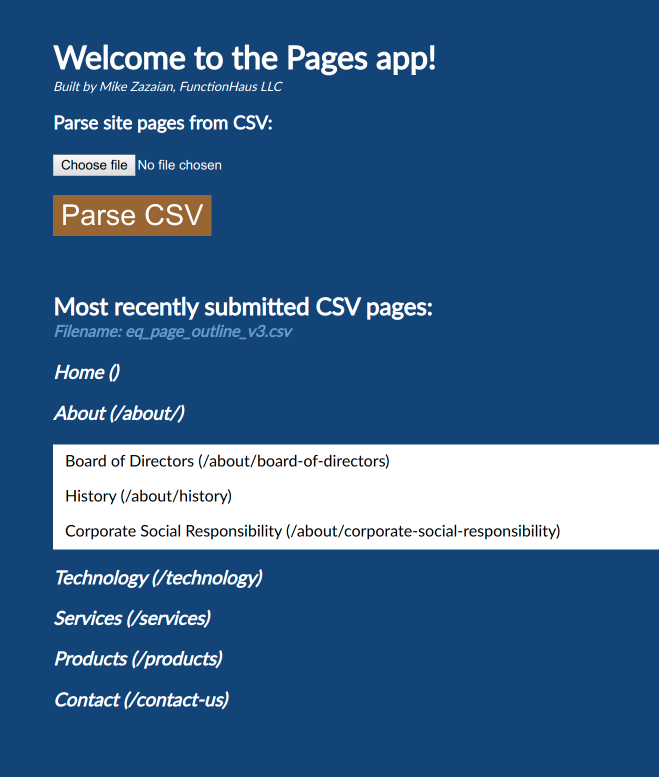 Welcome to the Pages app!
Built by Mike Zazaian, FunctionHaus LLC
Parse site pages from CSV:
Choose file No file chosen
Parse CSV
Most recently submitted CSV pages:
Filename: eq_page_outline_v3.csv
Home ()
About (/about/)
Board of Directors (/about/board-of-directors)
History (/about/history)
Corporate Social Responsibility (/about/corporate-social-responsibility)
Technology (/technology)
Services (/services)
Products (/products)
Contact (/contact-us)